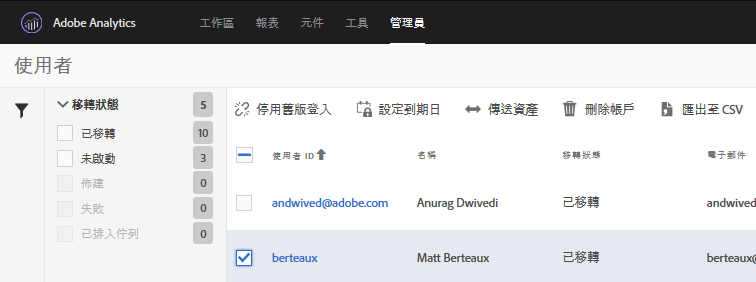 Adobe Analytics 工作區 報表 元件 工具 管理員
使用者
移轉狀態 5
已移轉 10
未啟動 3
佈建 0
失敗 0
已排入佇列 0
停用舊版登入 設定到期日 傳送資產 刪除帳戶 匯出至 CSV
使用者 ID 名稱 移轉狀態 電子郵件
andwived@adobe.com Anurag Dwivedi 已移轉 andwived
berteaux Matt Berteaux 已移轉 berteaux@